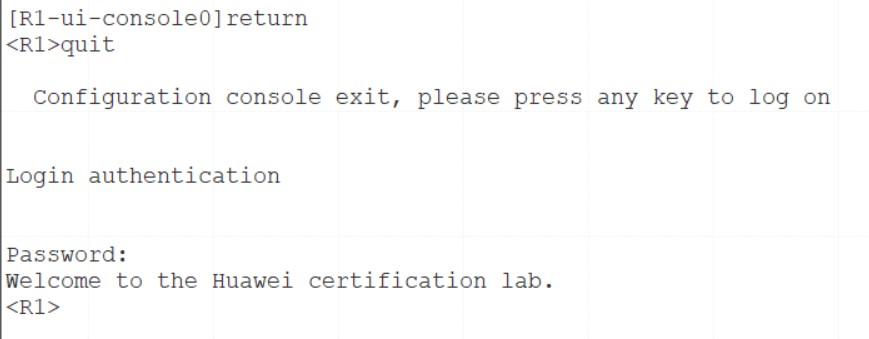 [R1-ui-console0]return
<R1>quit
Configuration console exit, please press any key to log on
Login authentication
Password:
Welcome to the Huawei certification lab.
<R1>